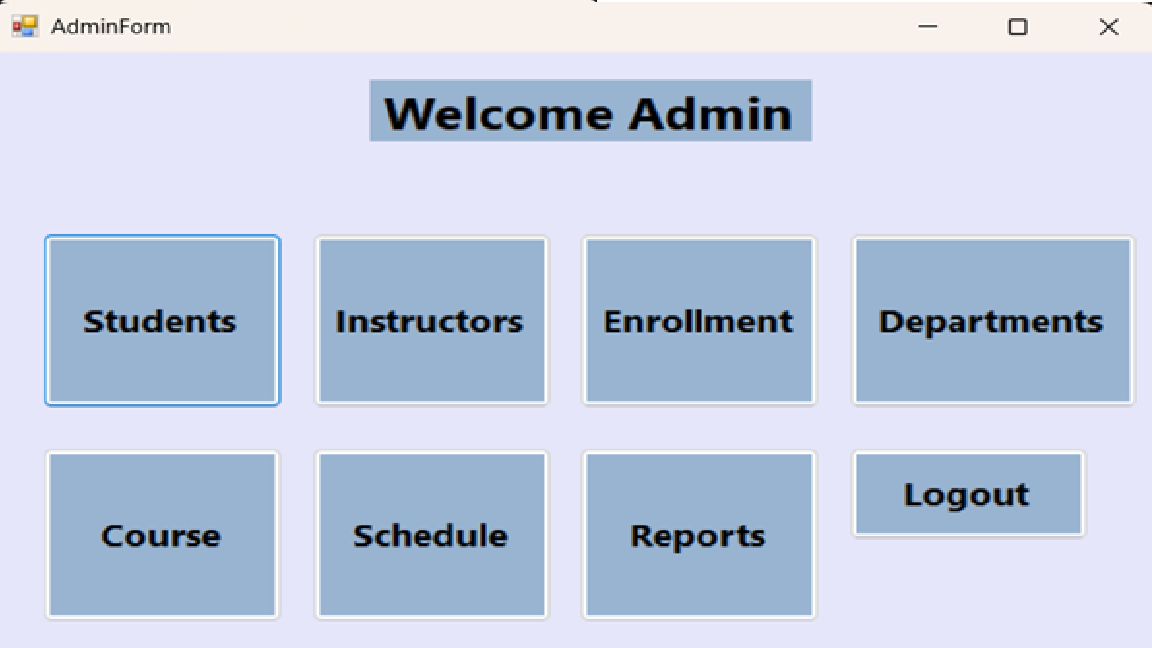 AdminForm
Welcome Admin
Students
Instructors
Enrollment
Departments
Course
Schedule
Reports
Logout